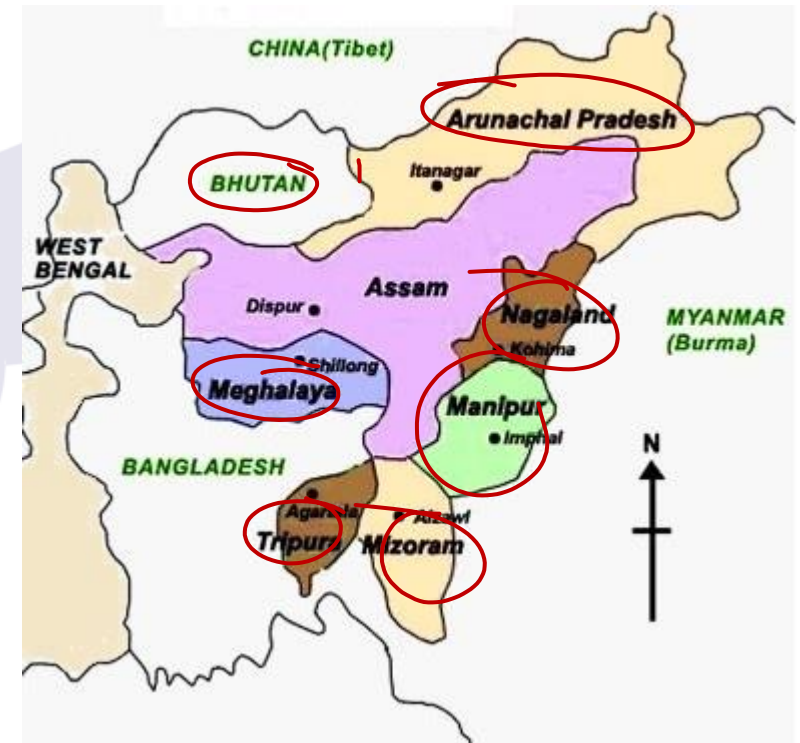 CHINA(Tibet)
Arunachal Pradesh
Itanagar
BHUTAN
WEST
BENGAL
Assam
Dispur
Nagaland
Kohima
MYANMAR
(Burma)
Shillong
Meghalaya
Manipur
Imphal
N
BANGLADESH
Agartala
Tripura
Aizawl
Mizoram